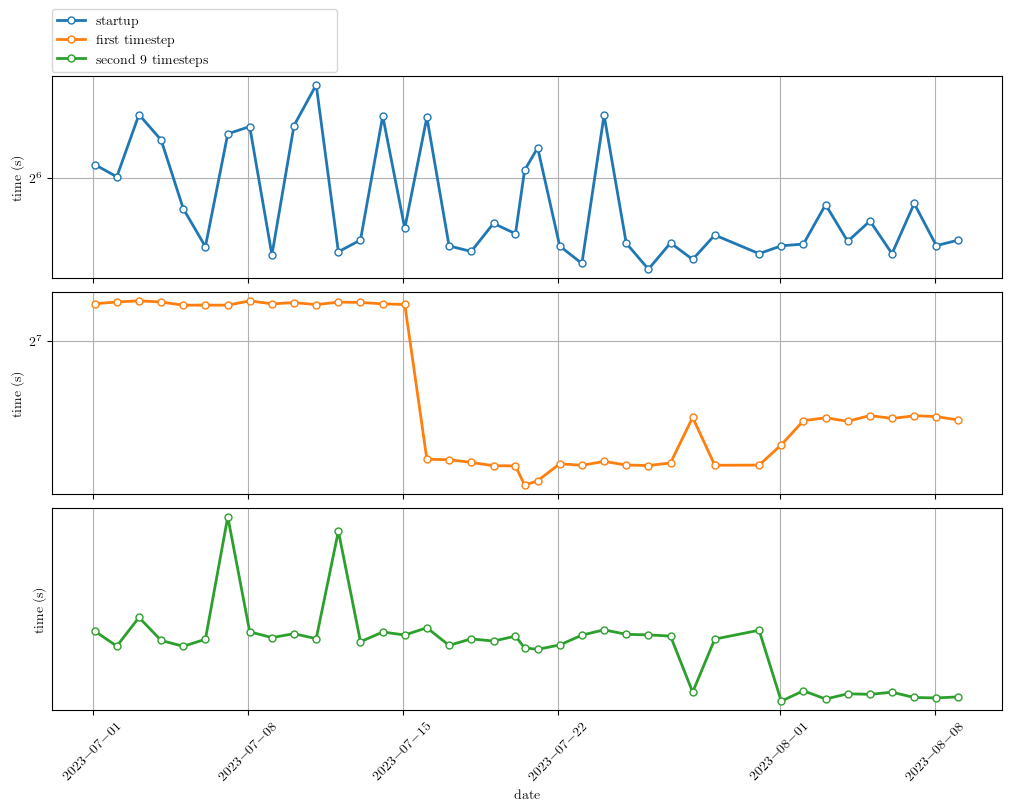 startup
first timestep
second 9 timesteps
time (s)
2^6
time (s)
2^7
time (s)
2023−07−01
2023−07−08
2023−07−15
2023−07−22
2023−08−01
2023−08−08
date